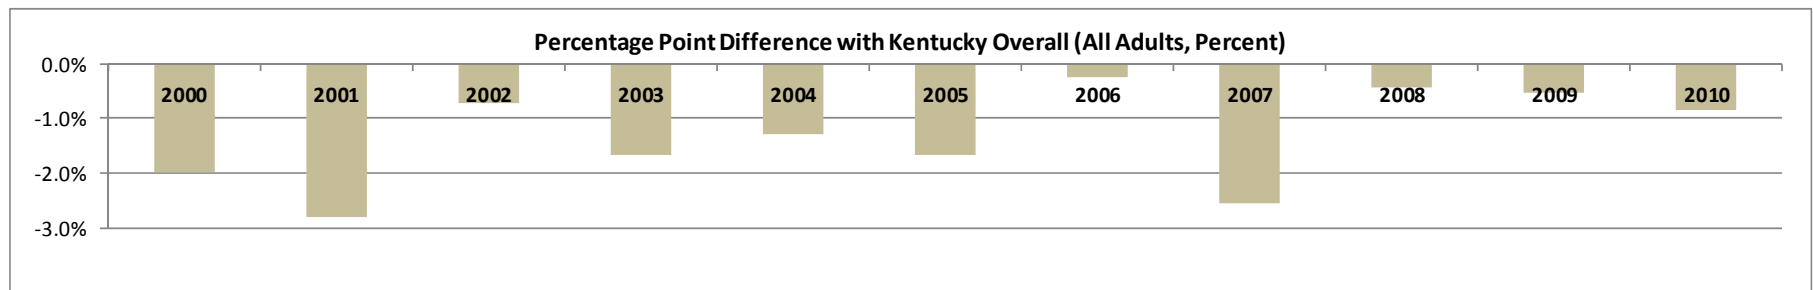 Percentage Point Difference with Kentucky Overall (All Adults, Percent)
0.0%
2000 2001 2002 2003 2004 2005 2006 2007 2008 2009 2010
-1.0%
-2.0%
-3.0%